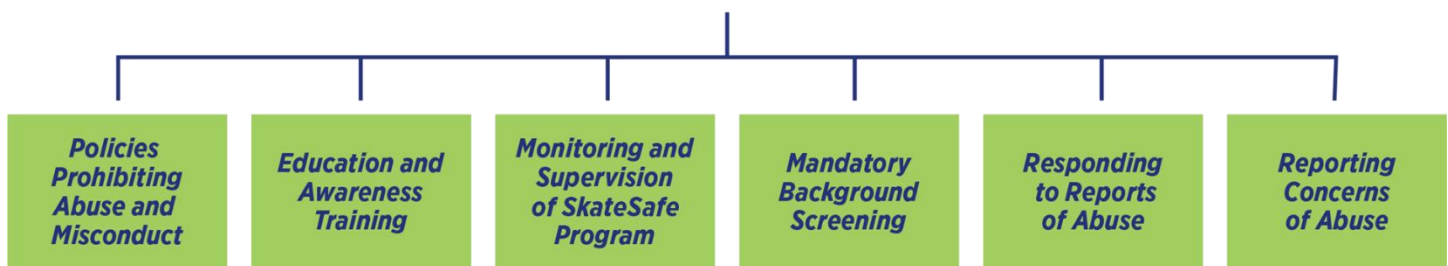 Policies
Prohibiting
Abuse and
Misconduct
Education and
Awareness
Training
Monitoring and
Supervision
of SkateSafe
Program
Mandatory
Background
Screening
Responding
to Reports
of Abuse
Reporting
Concerns
of Abuse